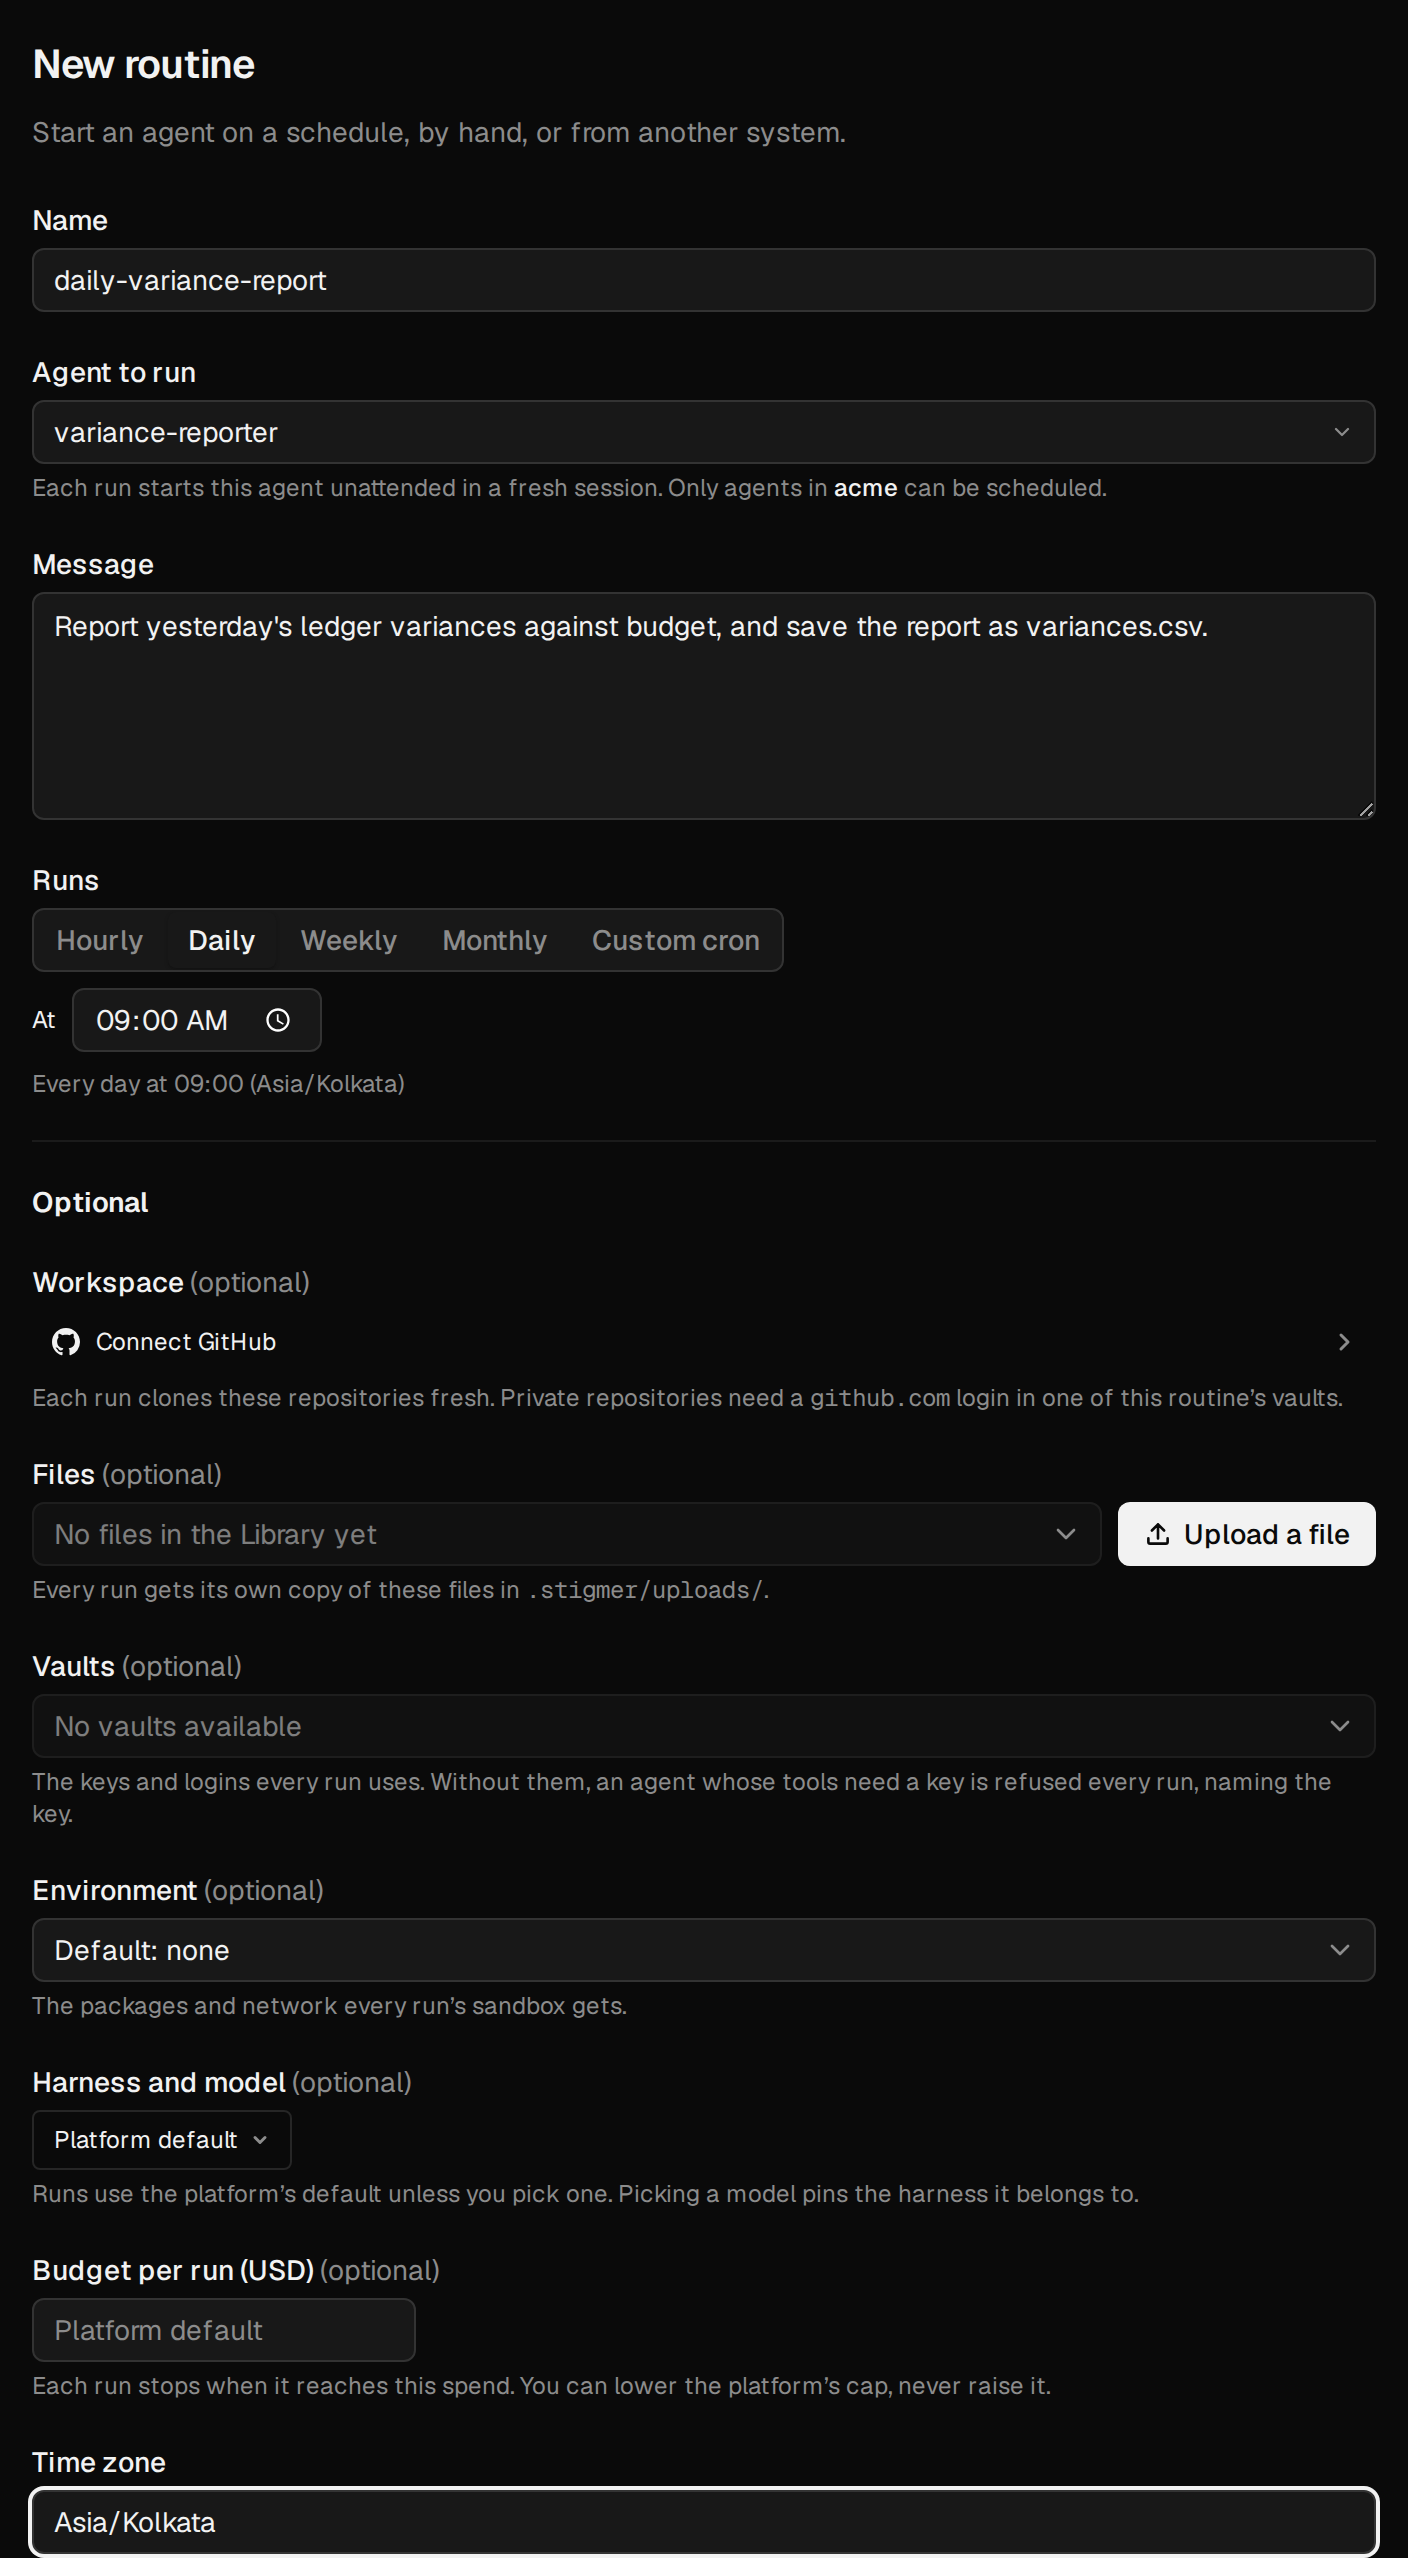 New routine
Start an agent on a schedule, by hand, or from another system.
Name
daily-variance-report
Agent to run
variance-reporter
Each run starts this agent unattended in a fresh session. Only agents in acme can be scheduled.
Message
Report yesterday's ledger variances against budget, and save the report as variances.csv.
Runs
Hourly Daily Weekly Monthly Custom cron
At 09:00 AM
Every day at 09:00 (Asia/Kolkata)
Optional
Workspace (optional)
Connect GitHub
Each run clones these repositories fresh. Private repositories need a github.com login in one of this routine’s vaults.
Files (optional)
No files in the Library yet Upload a file
Every run gets its own copy of these files in .stigmer/uploads/.
Vaults (optional)
No vaults available
The keys and logins every run uses. Without them, an agent whose tools need a key is refused every run, naming the
key.
Environment (optional)
Default: none
The packages and network every run’s sandbox gets.
Harness and model (optional)
Platform default
Runs use the platform’s default unless you pick one. Picking a model pins the harness it belongs to.
Budget per run (USD) (optional)
Platform default
Each run stops when it reaches this spend. You can lower the platform’s cap, never raise it.
Time zone
Asia/Kolkata